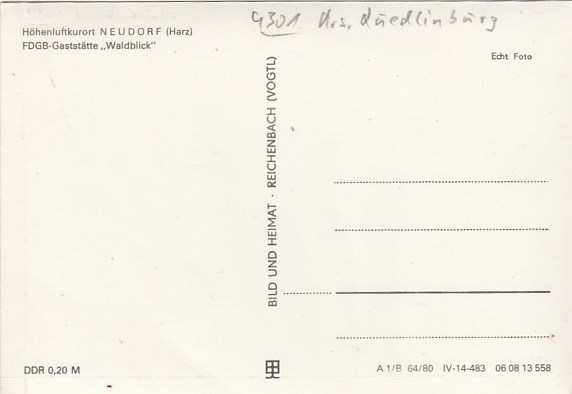 4301 Krs. Quedlinburg
Höhenluftkurort NEUDORF (Harz)
FDGB-Gaststätte „Waldblick"
Echt Foto
BILD UND HEIMAT · REICHENBACH (VOGTL)
DDR 0,20 M
A 1/B 64/80 IV-14-483 06 08 13 558